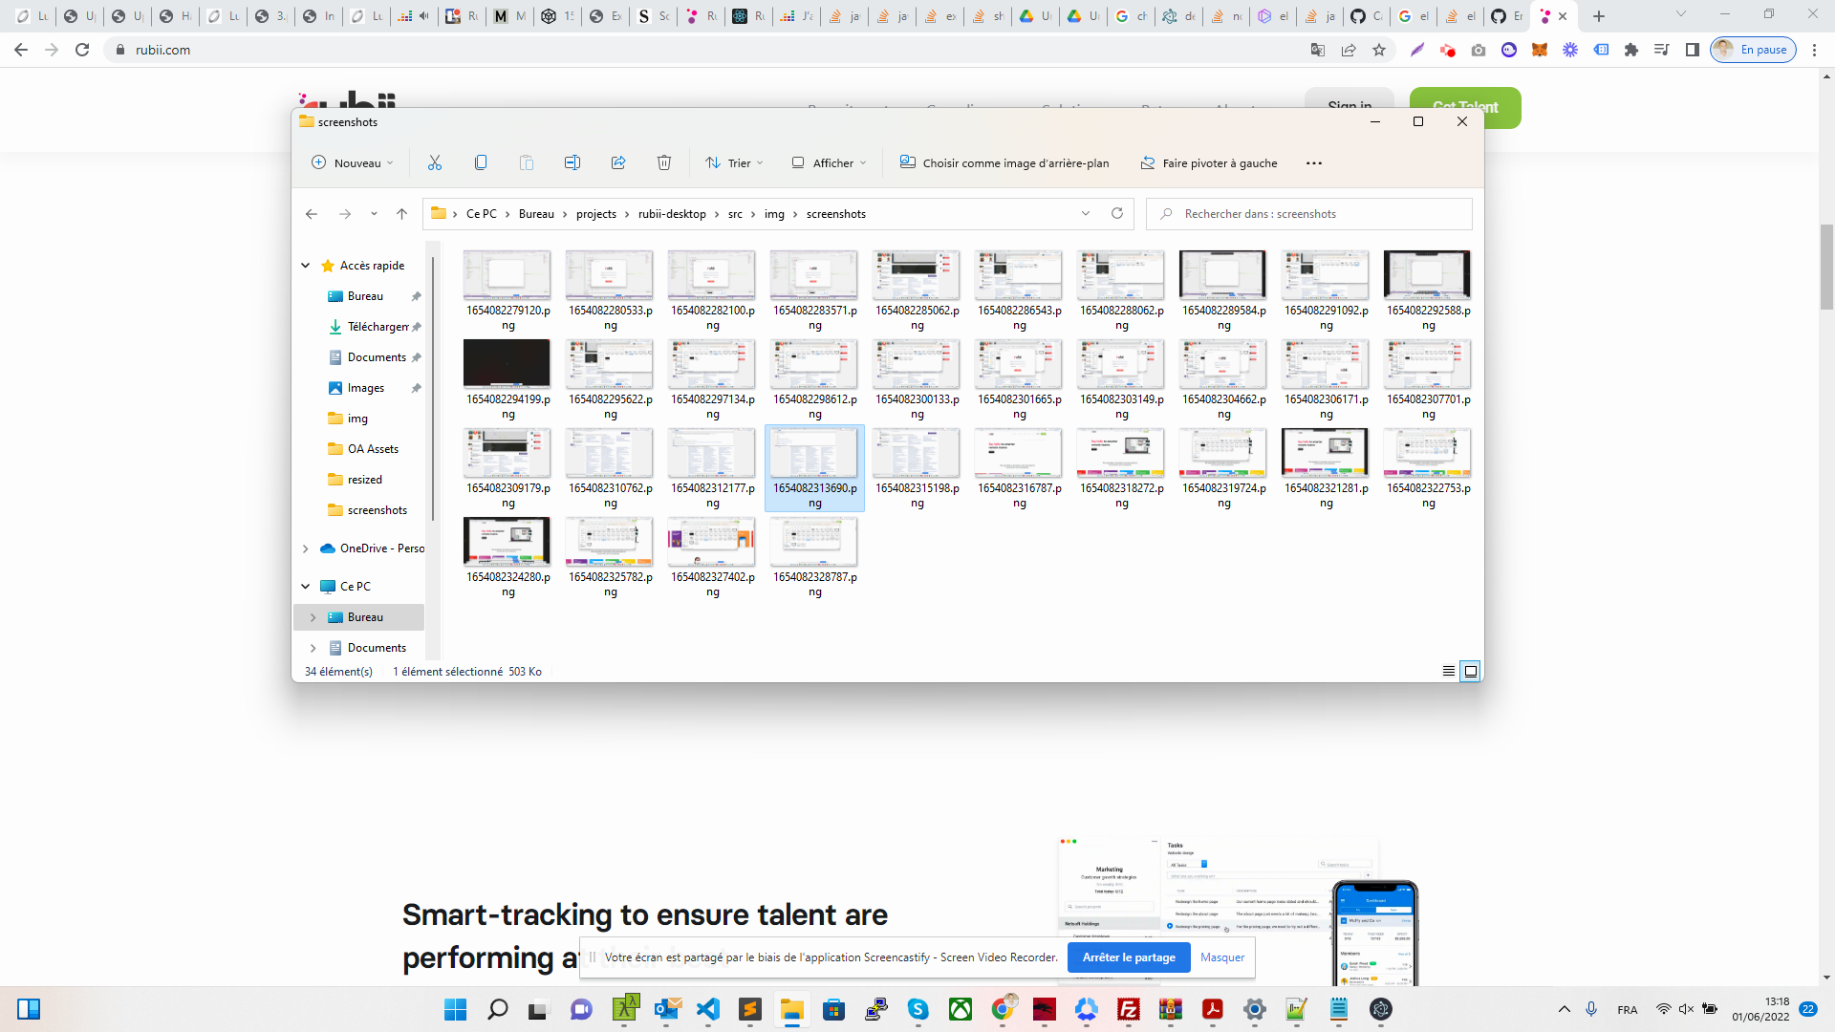 rubii.com
En pause
rubii
Sign in
Get Talent
screenshots
Nouveau
Trier
Afficher
Choisir comme image d'arrière-plan
Faire pivoter à gauche
Ce PC > Bureau > projects > rubii-desktop > src > img > screenshots
Rechercher dans : screenshots
Accès rapide
Bureau
Téléchargem
Documents
Images
img
OA Assets
resized
screenshots
OneDrive - Perso
Ce PC
Bureau
Documents
1654082279120.png
1654082280533.png
1654082282100.png
1654082283571.png
1654082285062.png
1654082286543.png
1654082288062.png
1654082289584.png
1654082291092.png
1654082292588.png
1654082294199.png
1654082295622.png
1654082297134.png
1654082298612.png
1654082300133.png
1654082301665.png
1654082303149.png
1654082304662.png
1654082306171.png
1654082307701.png
1654082309179.png
1654082310762.png
1654082312177.png
1654082313690.png
1654082315198.png
1654082316787.png
1654082318272.png
1654082319724.png
1654082321281.png
1654082322753.png
1654082324280.png
1654082325782.png
1654082327402.png
1654082328787.png
34 élément(s)
1 élément sélectionné 503 Ko
Smart-tracking to ensure talent are
performing at
Marketing
Customer growth strategies
Tasks
Votre écran est partagé par le biais de l'application Screencastify - Screen Video Recorder.
Arrêter le partage
Masquer
FRA
13:18
01/06/2022
22